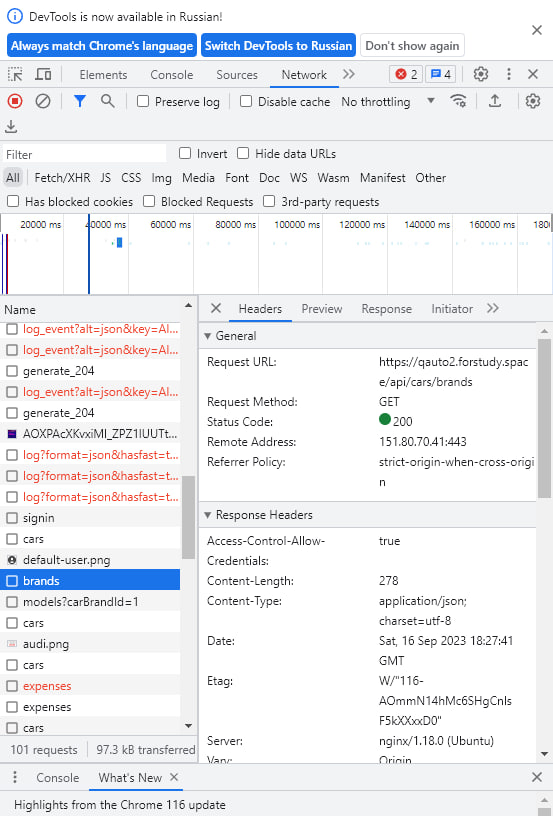 DevTools is now available in Russian!
Always match Chrome's language Switch DevTools to Russian Don't show again
Elements Console Sources Network 2 4
Preserve log Disable cache No throttling
Filter Invert Hide data URLs
All Fetch/XHR JS CSS Img Media Font Doc WS Wasm Manifest Other
Has blocked cookies Blocked Requests 3rd-party requests
20000 ms 40000 ms 60000 ms 80000 ms 100000 ms 120000 ms 140000 ms 160000 ms 180
Name
log_event?alt=json&key=AI...
log_event?alt=json&key=AI...
generate_204
log_event?alt=json&key=AI...
generate_204
AOXPAcXKvxiMI_ZPZ1IUUTt...
log?format=json&hasfast=t...
log?format=json&hasfast=t...
log?format=json&hasfast=t...
signin
cars
default-user.png
brands
models?carBrandId=1
cars
audi.png
cars
expenses
expenses
cars
101 requests 97.3 kB transferred
Headers Preview Response Initiator
General
Request URL: https://qauto2.forstudy.spac
e/api/cars/brands
Request Method: GET
Status Code: 200
Remote Address: 151.80.70.41:443
Referrer Policy: strict-origin-when-cross-origi
n
Response Headers
Access-Control-Allow- true
Credentials:
Content-Length: 278
Content-Type: application/json;
charset=utf-8
Date: Sat, 16 Sep 2023 18:27:41
GMT
Etag: W/"116-
AOmmN14hMc6SHgCnIs
F5kXXxxD0"
Server: nginx/1.18.0 (Ubuntu)
Vary: Origin
Console What's New
Highlights from the Chrome 116 update